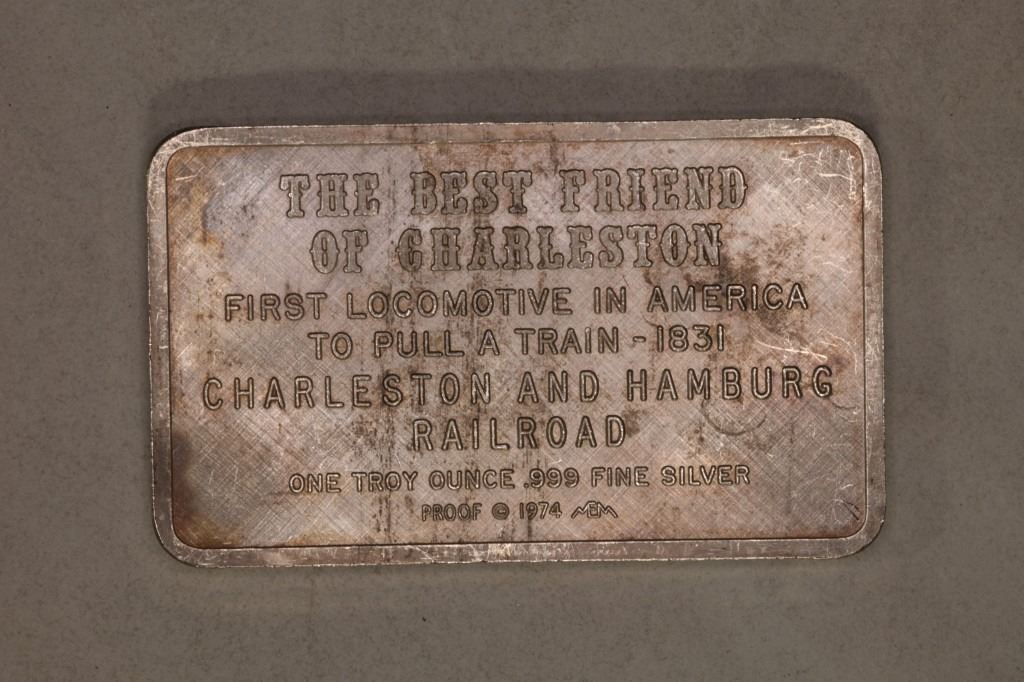 THE BEST FRIEND
OF CHARLESTON
FIRST LOCOMOTIVE IN AMERICA
TO PULL A TRAIN - 1831
CHARLESTON AND HAMBURG
RAILROAD
ONE TROY OUNCE .999 FINE SILVER
PROOF © 1974 MEM